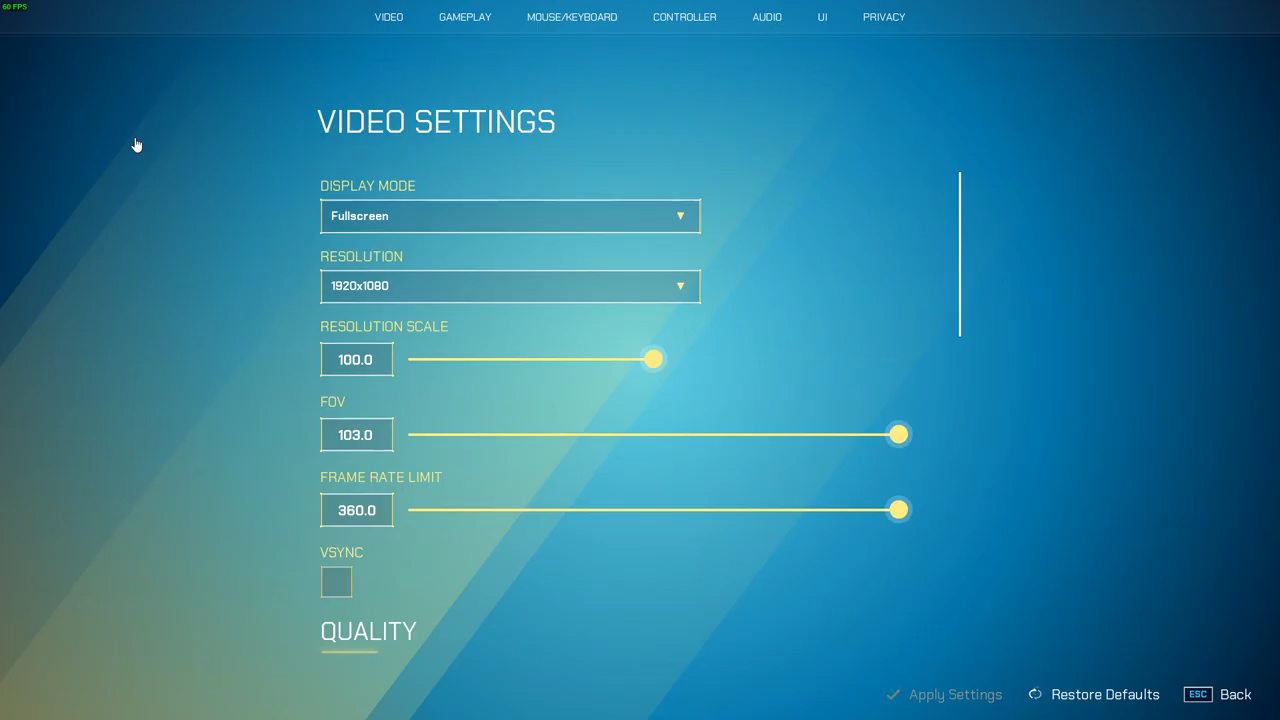 60 FPS
VIDEO GAMEPLAY MOUSE/KEYBOARD CONTROLLER AUDIO UI PRIVACY
VIDEO SETTINGS
DISPLAY MODE
Fullscreen
RESOLUTION
1920x1080
RESOLUTION SCALE
100.0
FOV
103.0
FRAME RATE LIMIT
360.0
VSYNC
QUALITY
Apply Settings Restore Defaults ESC Back